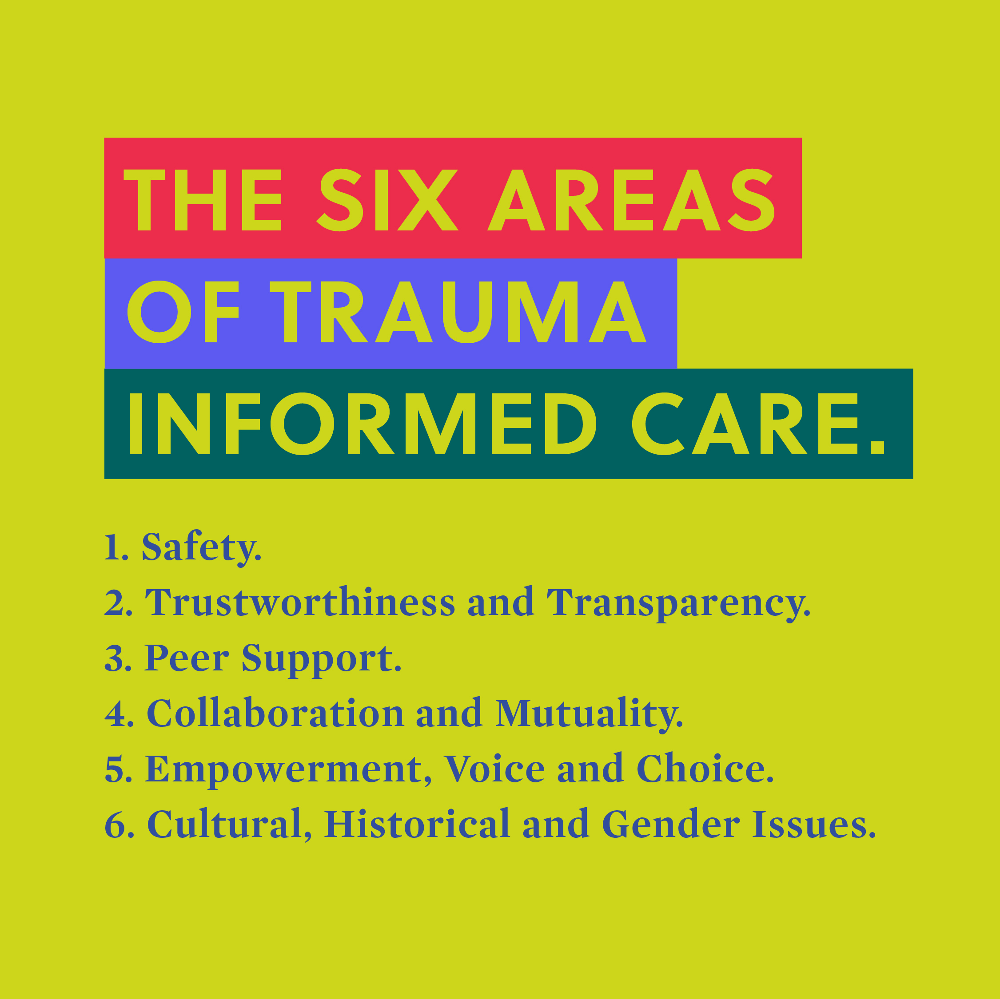 THE SIX AREAS
OF TRAUMA
INFORMED CARE.
1. Safety.
2. Trustworthiness and Transparency.
3. Peer Support.
4. Collaboration and Mutuality.
5. Empowerment, Voice and Choice.
6. Cultural, Historical and Gender Issues.